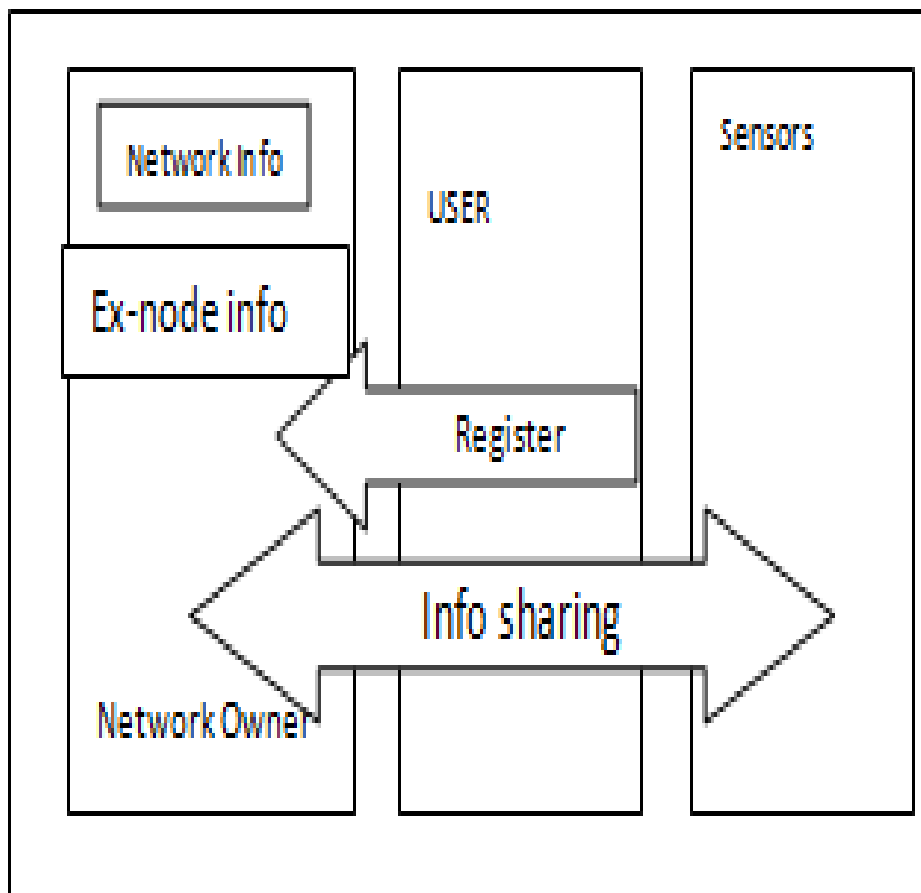 Network Info
Sensors
USER
Ex-node info
Register
Info sharing
Network Owner